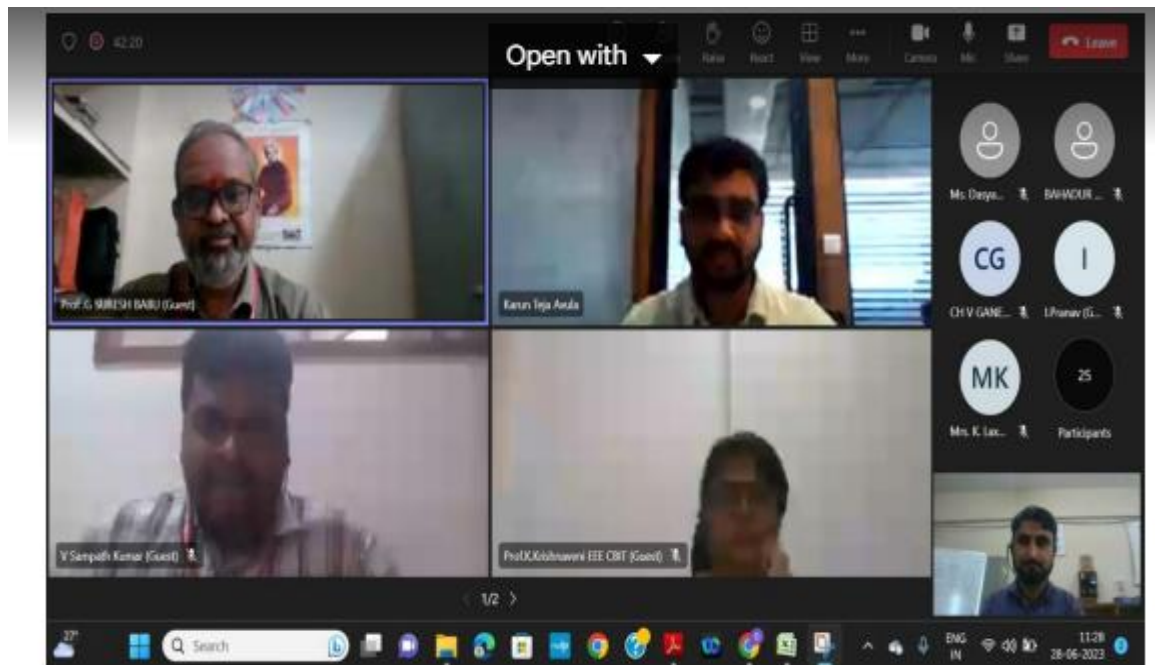 42:20
Open with
Raise React View More Camera Mic Share Leave
Prof .G SURESH BABU (Guest)
Karun Teja Avula
Ms. Dasya...
BAHADUR ...
CG
I
CH V GANE...
I.Pranav (G...
MK
25
Mrs. K. Lax...
Participants
V Sampath Kumar (Guest)
Prof.K.Krishnaveni EEE CBIT (Guest)
1/2
27°
Search
ENG
IN
11:28
28-06-2023